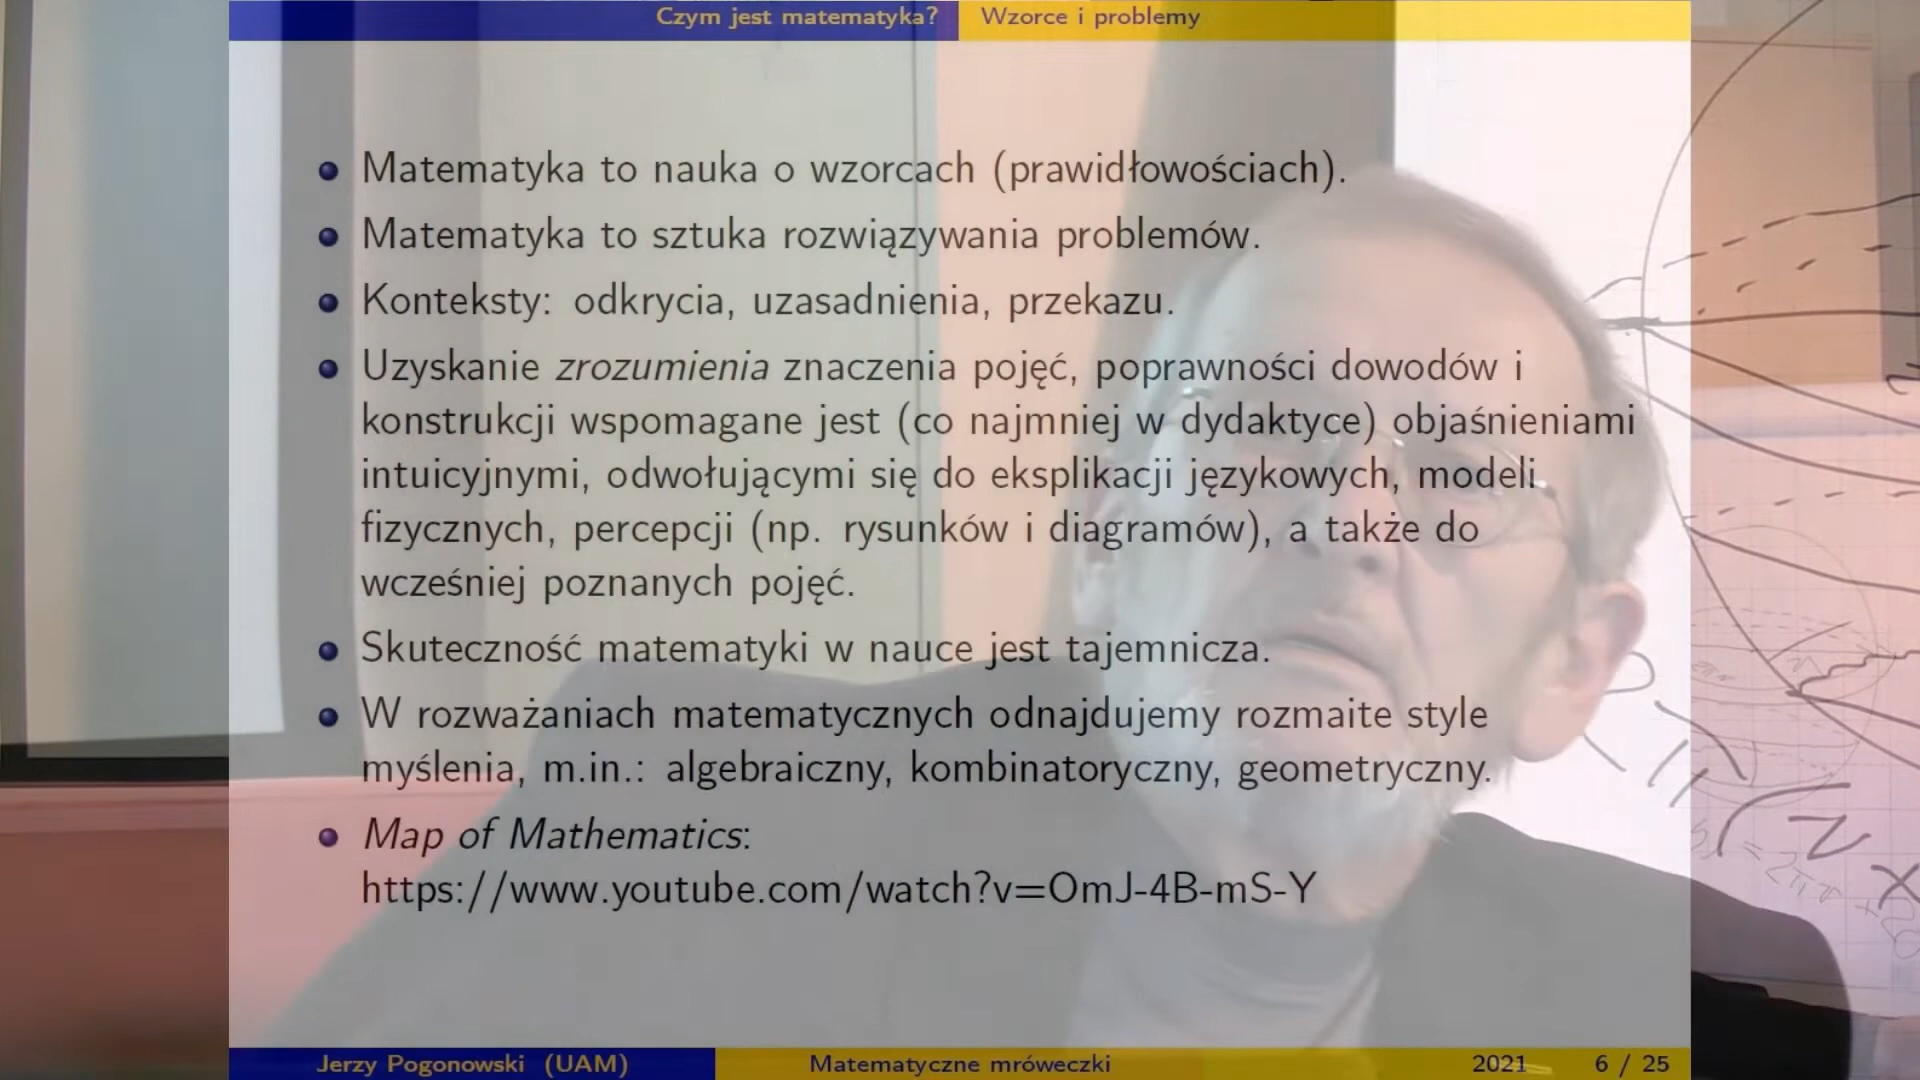 Czym jest matematyka? Wzorce i problemy
Matematyka to nauka o wzorcach (prawidłowościach).
Matematyka to sztuka rozwiązywania problemów.
Konteksty: odkrycia, uzasadnienia, przekazu.
Uzyskanie zrozumienia znaczenia pojęć, poprawności dowodów i
konstrukcji wspomagane jest (co najmniej w dydaktyce) objaśnieniami
intuicyjnymi, odwołującymi się do eksplikacji językowych, modeli
fizycznych, percepcji (np. rysunków i diagramów), a także do
wcześniej poznanych pojęć.
Skuteczność matematyki w nauce jest tajemnicza.
W rozważaniach matematycznych odnajdujemy rozmaite style
myślenia, m.in.: algebraiczny, kombinatoryczny, geometryczny.
Map of Mathematics:
https://www.youtube.com/watch?v=OmJ-4B-mS-Y
Jerzy Pogonowski (UAM) Matematyczne mróweczki 2021 6 / 25